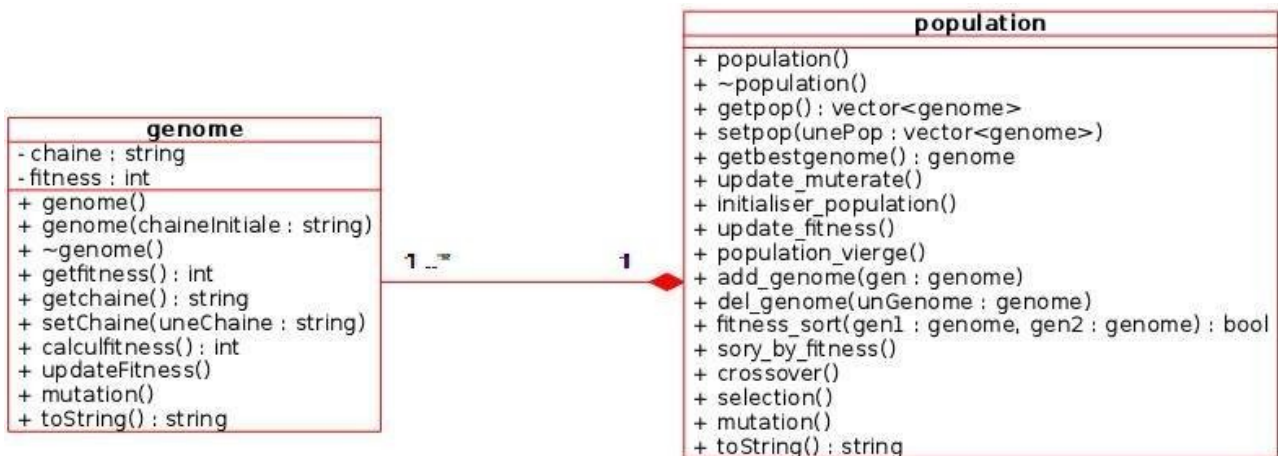 genome
- chaine : string
- fitness : int
+ genome()
+ genome(chaineInitiale : string)
+ ~genome()
+ getfitness() : int
+ getchaine() : string
+ setChaine(uneChaine : string)
+ calculfitness() : int
+ updateFitness()
+ mutation()
+ toString() : string
1 ..*
1
population
+ population()
+ ~population()
+ getpop() : vector<genome>
+ setpop(unePop : vector<genome>)
+ getbestgenome() : genome
+ update_muterate()
+ initialiser_population()
+ update_fitness()
+ population_vierge()
+ add_genome(gen : genome)
+ del_genome(unGenome : genome)
+ fitness_sort(gen1 : genome, gen2 : genome) : bool
+ sory_by_fitness()
+ crossover()
+ selection()
+ mutation()
+ toString() : string